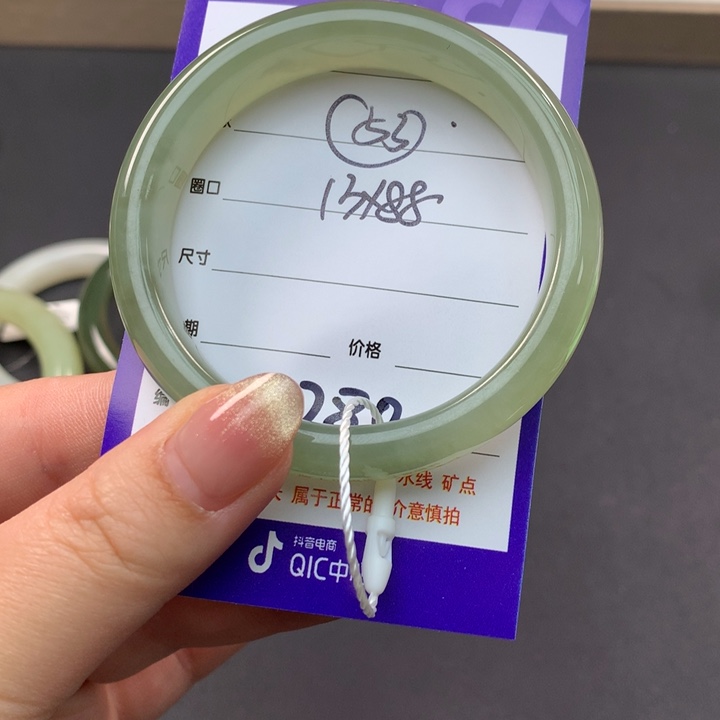 55
圈口 13X88
尺寸
期 价格
编
水线 矿点
属于正常的 介意慎拍
抖音电商
QIC中